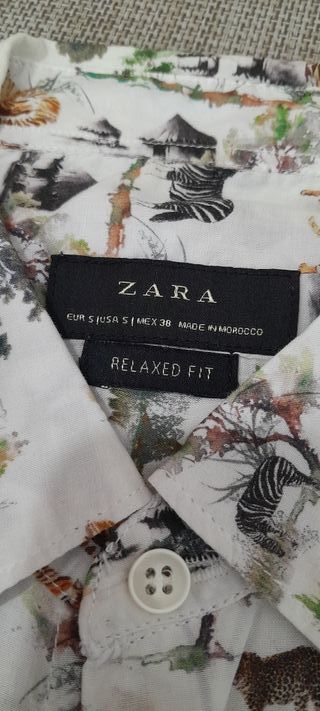 ZARA
EUR S | USA S | MEX 38 MADE IN MOROCCO
RELAXED FIT